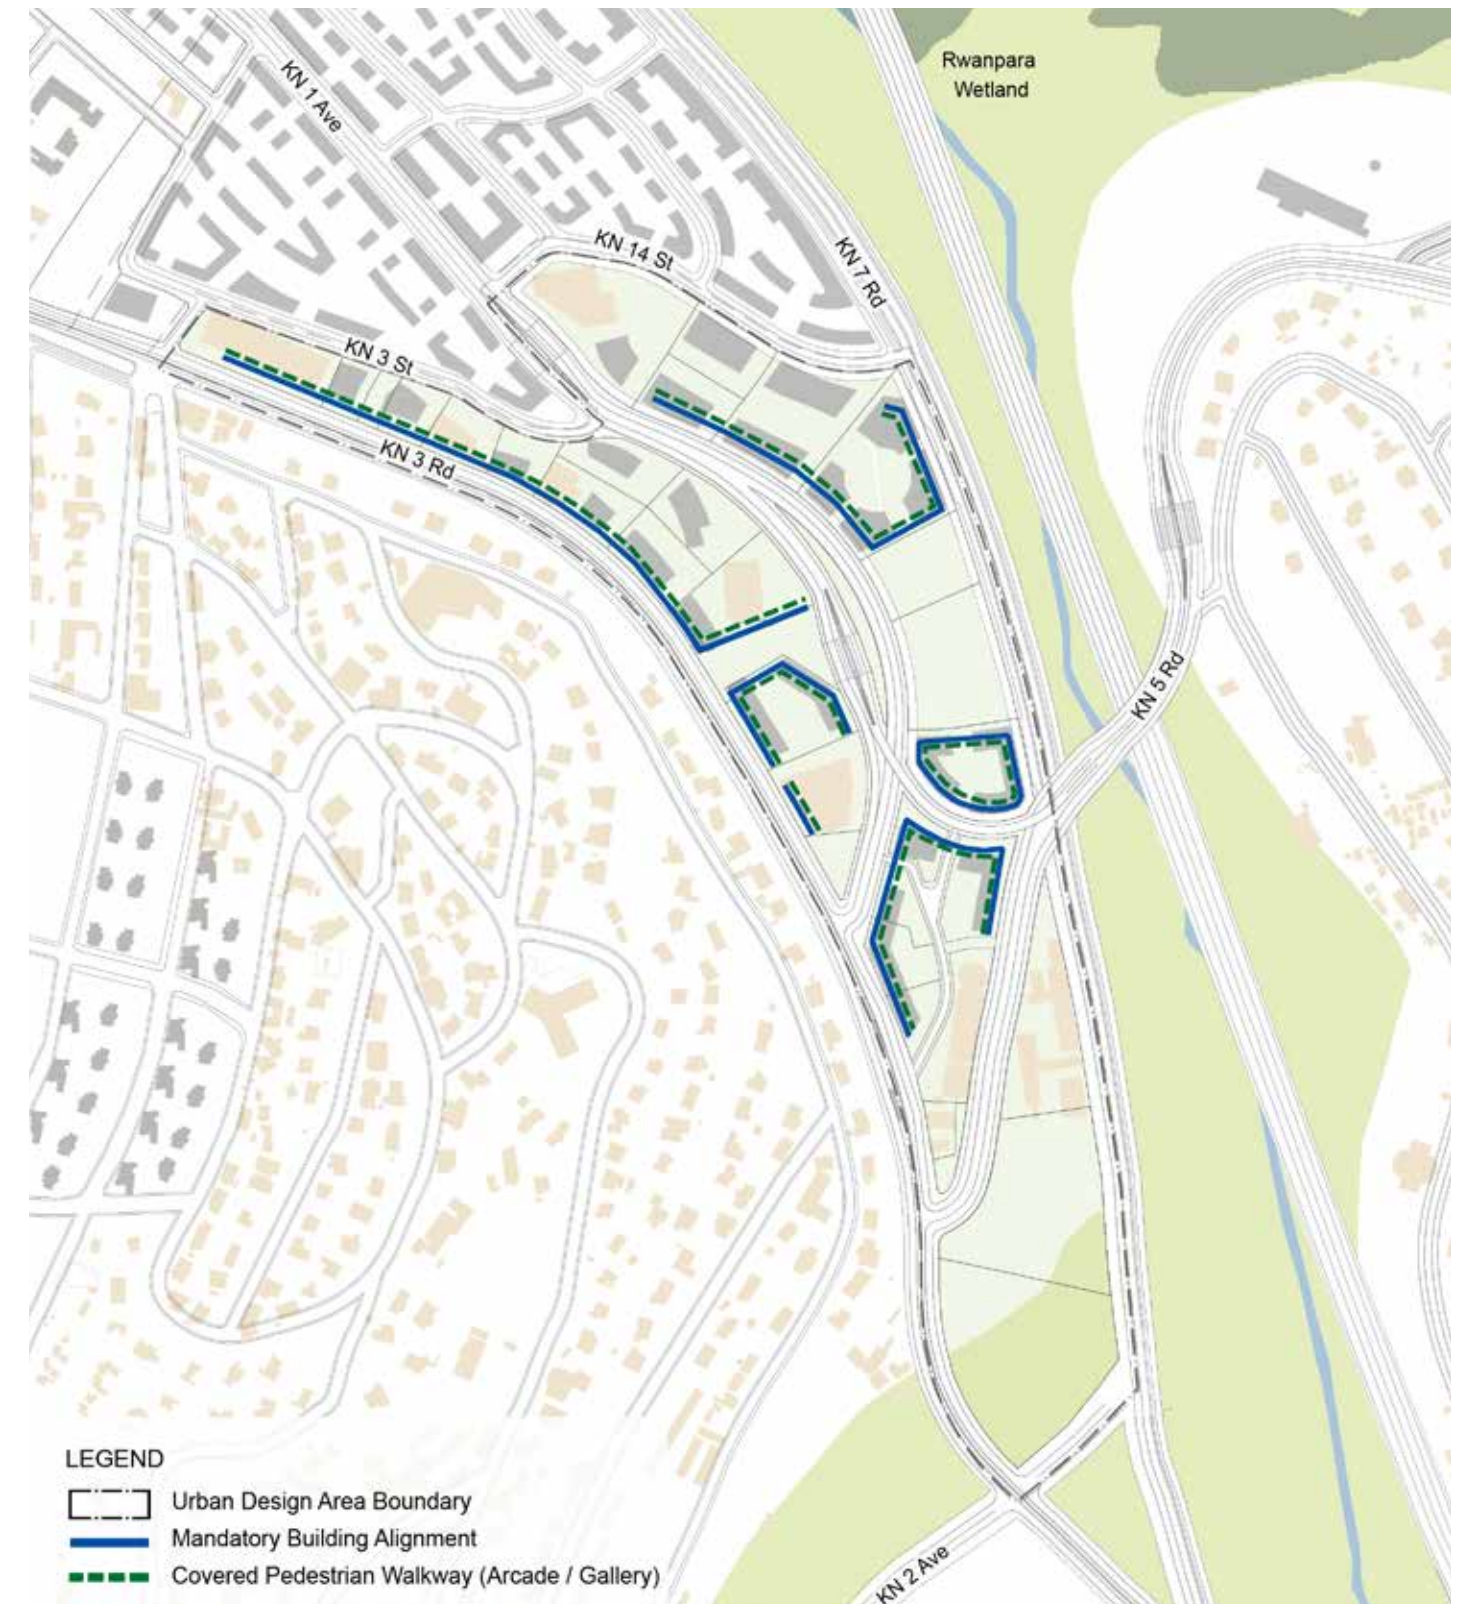 Rwanpara
Wetland
KN 1 Ave
KN 14 St
KN 7 Rd
KN 3 St
KN 3 Rd
KN 5 Rd
KN 2 Ave
LEGEND
Urban Design Area Boundary
Mandatory Building Alignment
Covered Pedestrian Walkway (Arcade / Gallery)